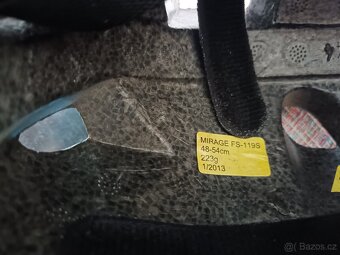 MIRAGE FS-119S
48-54cm
223g
1/2013
© Bazos.cz